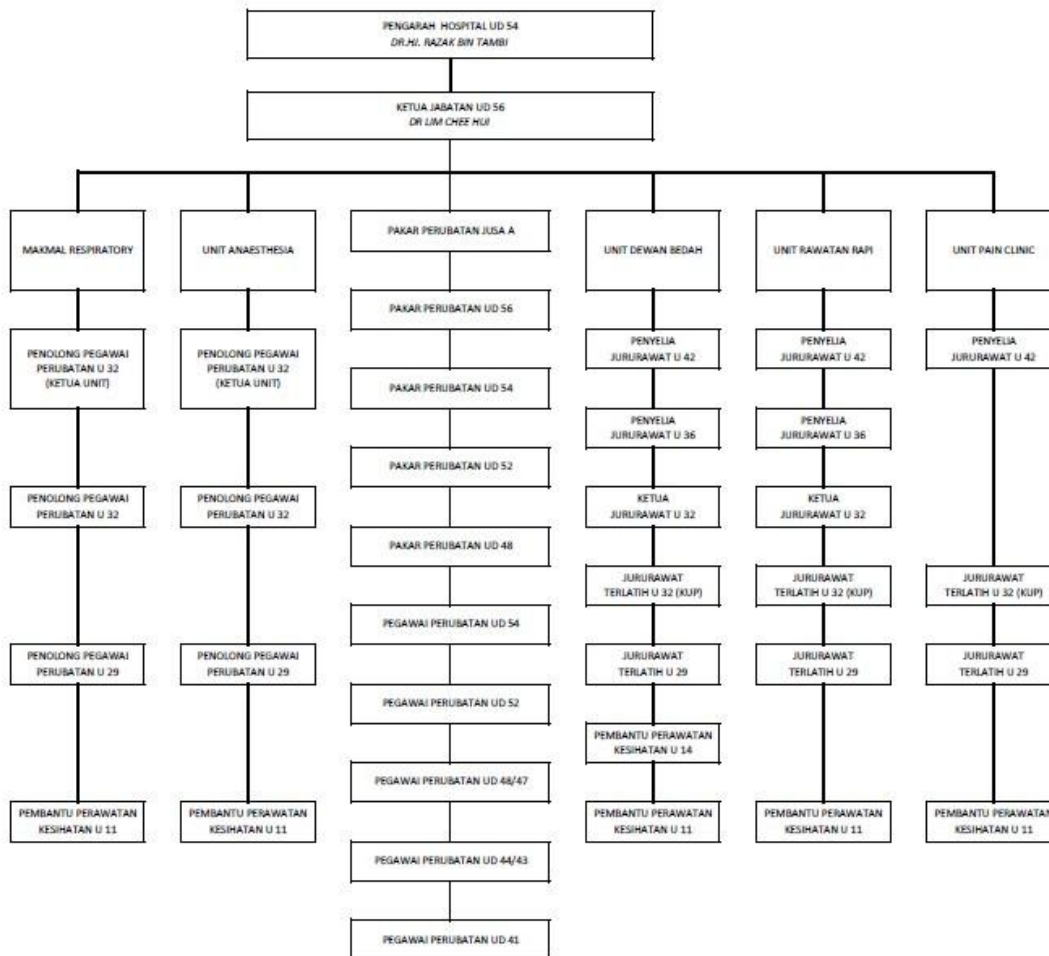 PENGARAH HOSPITAL UD 54
DR.HJ. RAZAK BIN TAMBI
KETUA JABATAN UD 56
DR LIM CHEE HUI
MAKMAL RESPIRATORY
PENOLONG PEGAWAI
PERUBATAN U 32
(KETUA UNIT)
PENOLONG PEGAWAI
PERUBATAN U 32
PENOLONG PEGAWAI
PERUBATAN U 29
PEMBANTU PERAWATAN
KESIHATAN U 11
UNIT ANAESTHESIA
PENOLONG PEGAWAI
PERUBATAN U 32
(KETUA UNIT)
PENOLONG PEGAWAI
PERUBATAN U 32
PENOLONG PEGAWAI
PERUBATAN U 29
PEMBANTU PERAWATAN
KESIHATAN U 11
PAKAR PERUBATAN JUSA A
PAKAR PERUBATAN UD 56
PAKAR PERUBATAN UD 54
PAKAR PERUBATAN UD 52
PAKAR PERUBATAN UD 48
PEGAWAI PERUBATAN UD 54
PEGAWAI PERUBATAN UD 52
PEGAWAI PERUBATAN UD 48/47
PEGAWAI PERUBATAN UD 44/43
PEGAWAI PERUBATAN UD 41
UNIT DEWAN BEDAH
PENYELIA
JURURAWAT U 42
PENYELIA
JURURAWAT U 36
KETUA
JURURAWAT U 32
JURURAWAT
TERLATIH U 32 (KUP)
JURURAWAT
TERLATIH U 29
PEMBANTU PERAWATAN
KESIHATAN U 14
PEMBANTU PERAWATAN
KESIHATAN U 11
UNIT RAWATAN RAPI
PENYELIA
JURURAWAT U 42
PENYELIA
JURURAWAT U 36
KETUA
JURURAWAT U 32
JURURAWAT
TERLATIH U 32 (KUP)
JURURAWAT
TERLATIH U 29
PEMBANTU PERAWATAN
KESIHATAN U 11
UNIT PAIN CLINIC
PENYELIA
JURURAWAT U 42
JURURAWAT
TERLATIH U 32 (KUP)
JURURAWAT
TERLATIH U 29
PEMBANTU PERAWATAN
KESIHATAN U 11